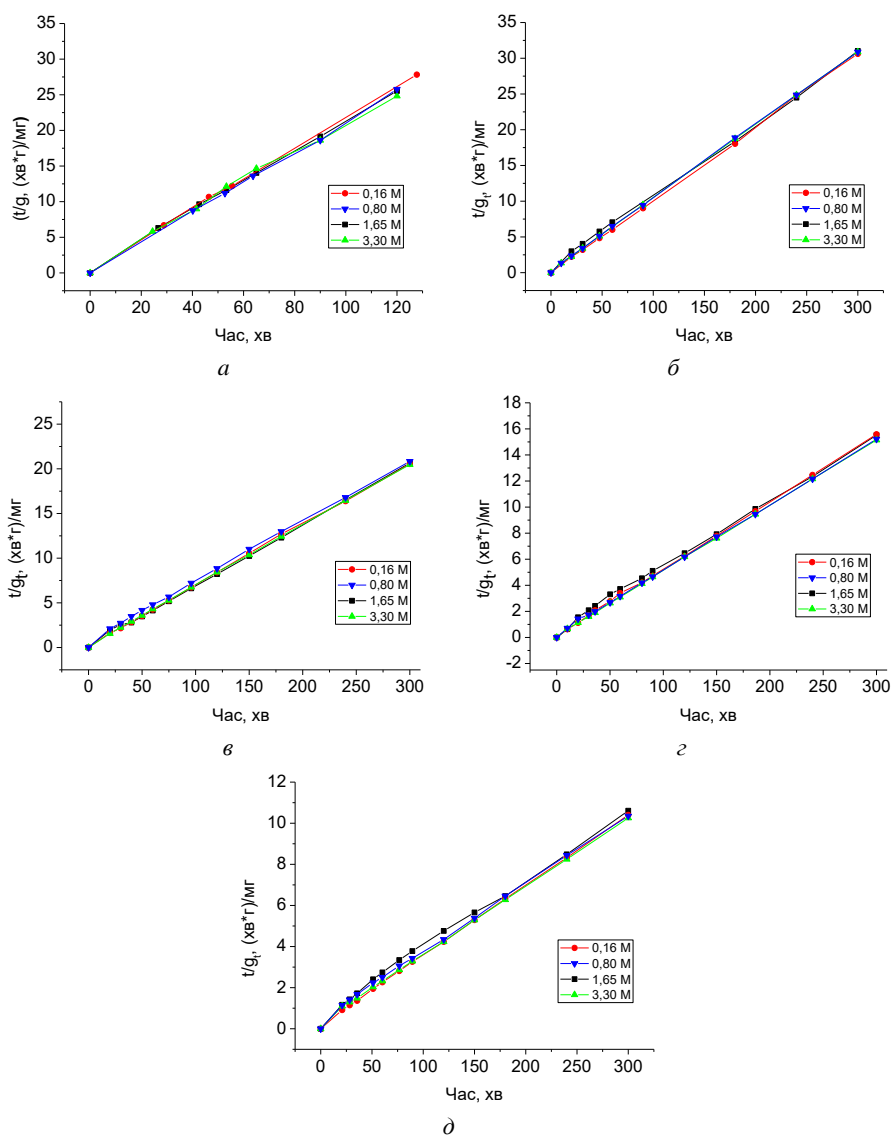 (t/g, (хв*г)/мг)
35
30
25
20
15
10
5
0
0 20 40 60 80 100 120
Час, хв
0,16 М
0,80 М
1,65 М
3,30 М
а
t/gₜ, (хв*г)/мг
35
30
25
20
15
10
5
0
0 50 100 150 200 250 300
Час, хв
0,16 М
0,80 М
1,65 М
3,30 М
б
t/gₜ, (хв*г)/мг
25
20
15
10
5
0
0 50 100 150 200 250 300
Час, хв
0,16 М
0,80 М
1,65 М
3,30 М
в
t/gₜ, (хв*г)/мг
18
16
14
12
10
8
6
4
2
0
-2
0 50 100 150 200 250 300
Час, хв
0,16 М
0,80 М
1,65 М
3,30 М
г
t/gₜ, (хв*г)/мг
12
10
8
6
4
2
0
0 50 100 150 200 250 300
Час, хв
0,16 М
0,80 М
1,65 М
3,30 М
д